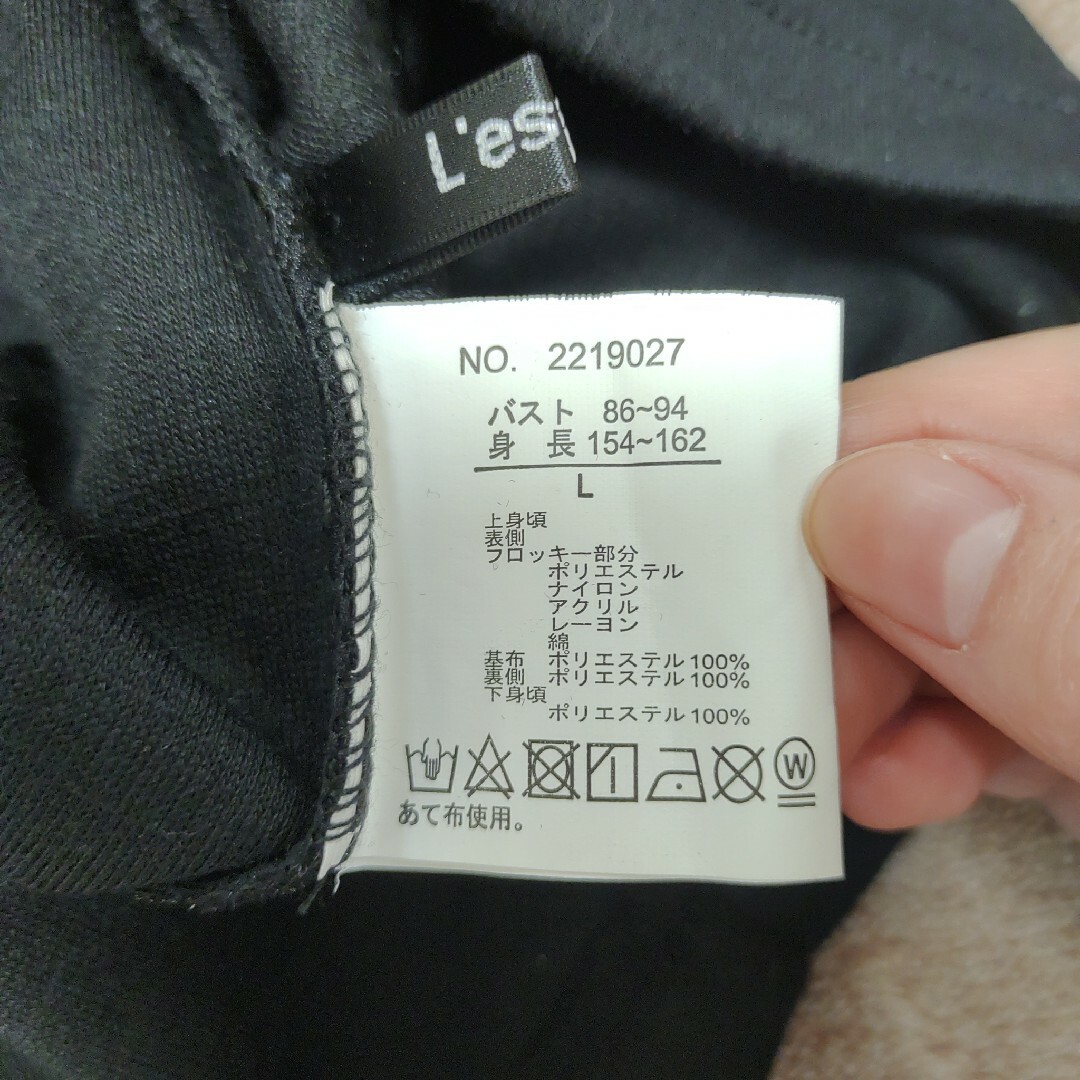 L'es
NO. 2219027
バスト 86~94
身 長 154~162
L
上身頃
表側
フロッキー部分
ポリエステル
ナイロン
アクリル
レーヨン
綿
基布 ポリエステル100%
裏側 ポリエステル100%
下身頃
ポリエステル100%
W
あて布使用。